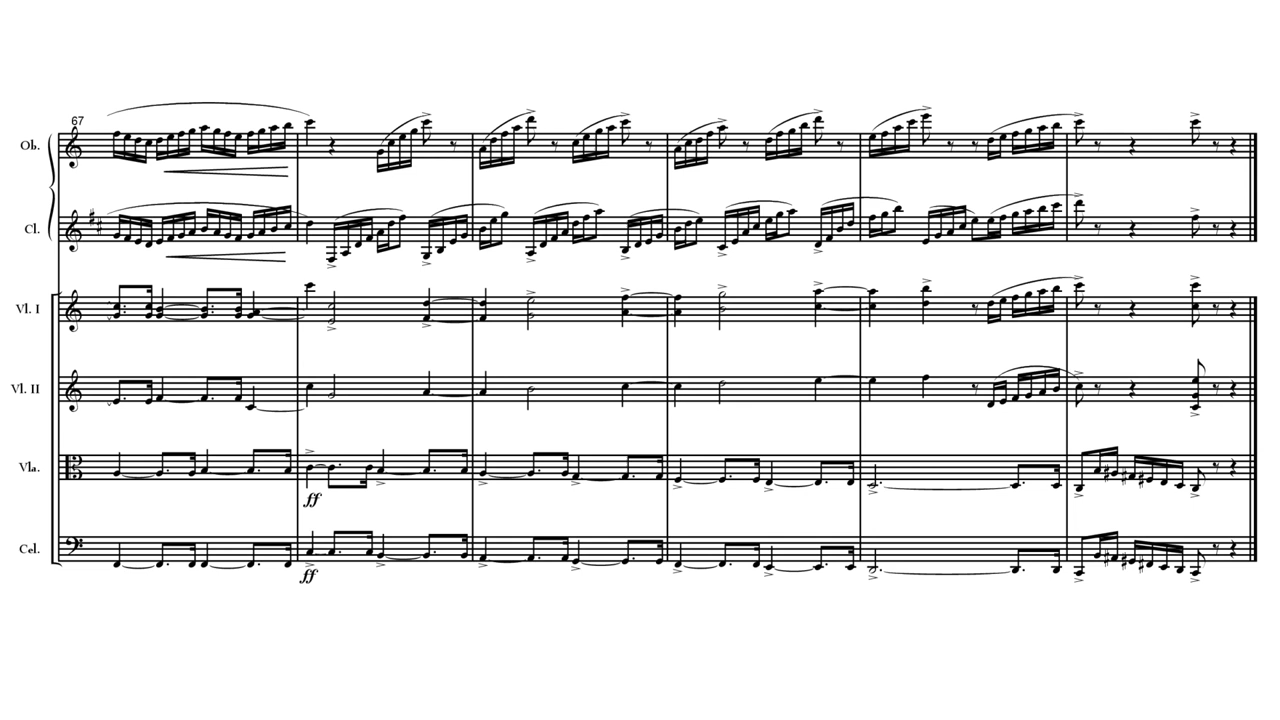 67
Ob.
Cl.
Vl. I
Vl. II
Vla.
ff
Cel.
ff